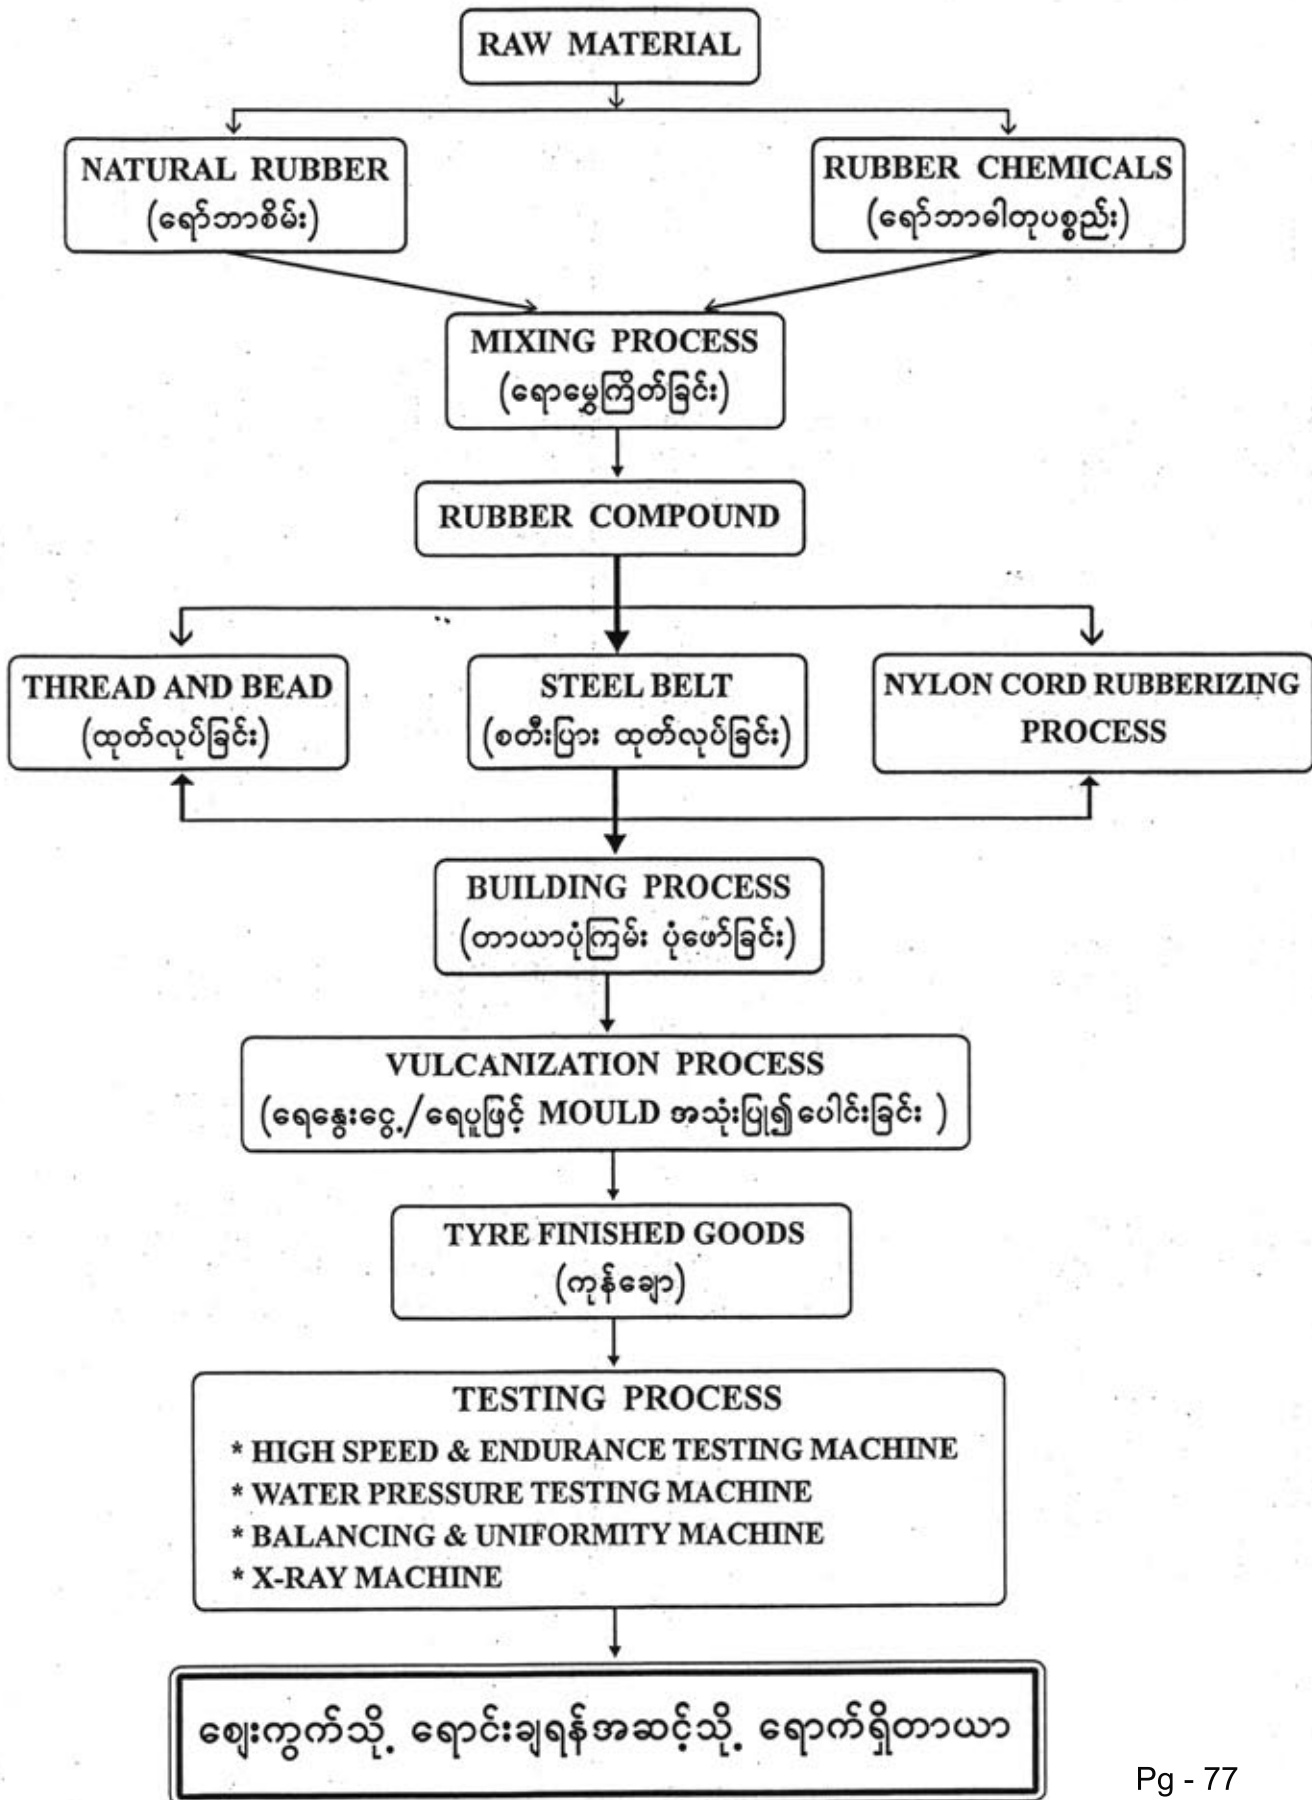 RAW MATERIAL
NATURAL RUBBER
(ရော်ဘာစိမ်း)
RUBBER CHEMICALS
(ရော်ဘာဓါတုပစ္စည်း)
MIXING PROCESS
(ရောမွှေကြိတ်ခြင်း)
RUBBER COMPOUND
THREAD AND BEAD
(ထုတ်လုပ်ခြင်း)
STEEL BELT
(စတီးပြား ထုတ်လုပ်ခြင်း)
NYLON CORD RUBBERIZING
PROCESS
BUILDING PROCESS
(တာယာပုံကြမ်း ပုံဖော်ခြင်း)
VULCANIZATION PROCESS
(ရေနွေးငွေ့/ရေပူဖြင့် MOULD အသုံးပြု၍ပေါင်းခြင်း )
TYRE FINISHED GOODS
(ကုန်ချော)
TESTING PROCESS
* HIGH SPEED & ENDURANCE TESTING MACHINE
* WATER PRESSURE TESTING MACHINE
* BALANCING & UNIFORMITY MACHINE
* X-RAY MACHINE
ဈေးကွက်သို့ ရောင်းချရန်အဆင့်သို့ ရောက်ရှိတာယာ
Pg - 77